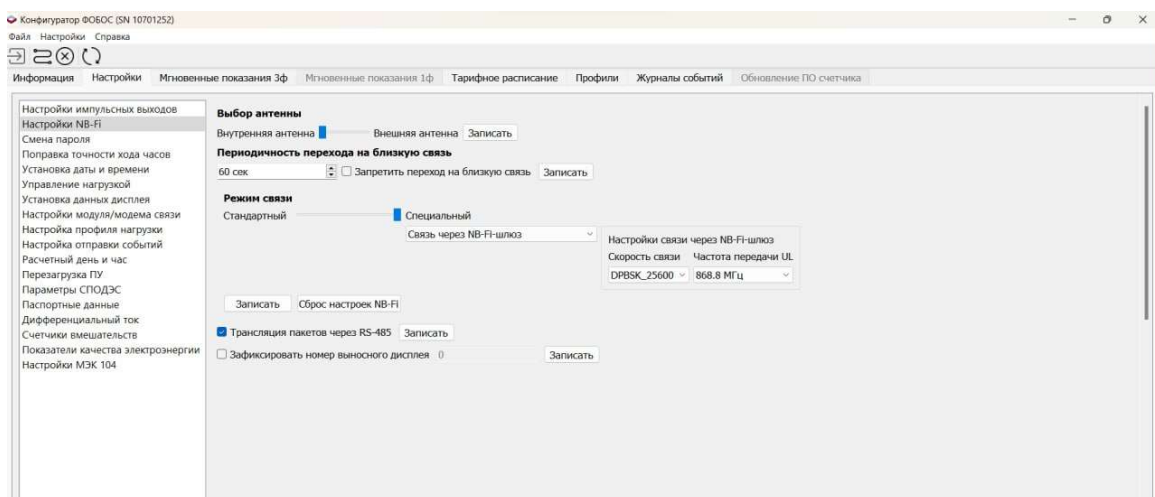 Конфигуратор ФОБОС (SN 10701252)
Файл Настройки Справка
Информация Настройки Мгновенные показания 3ф Мгновенные показания 1ф Тарифное расписание Профили Журналы событий Обновление ПО счетчика
Настройки импульсных выходов
Настройки NB-Fi
Смена пароля
Поправка точности хода часов
Установка даты и времени
Управление нагрузкой
Установка данных дисплея
Настройки модуля/модема связи
Настройка профиля нагрузки
Настройка отправки событий
Расчетный день и час
Перезагрузка ПУ
Параметры СПОДЭС
Паспортные данные
Дифференциальный ток
Счетчики вмешательств
Показатели качества электроэнергии
Настройки МЭК 104
Выбор антенны
Внутренняя антенна Внешняя антенна Записать
Периодичность перехода на близкую связь
60 сек Запретить переход на близкую связь Записать
Режим связи
Стандартный Специальный
Связь через NB-Fi-шлюз
Настройки связи через NB-Fi-шлюз
Скорость связи Частота передачи UL
DPBSK_25600 868.8 МГц
Записать Сброс настроек NB-Fi
Трансляция пакетов через RS-485 Записать
Зафиксировать номер выносного дисплея 0 Записать